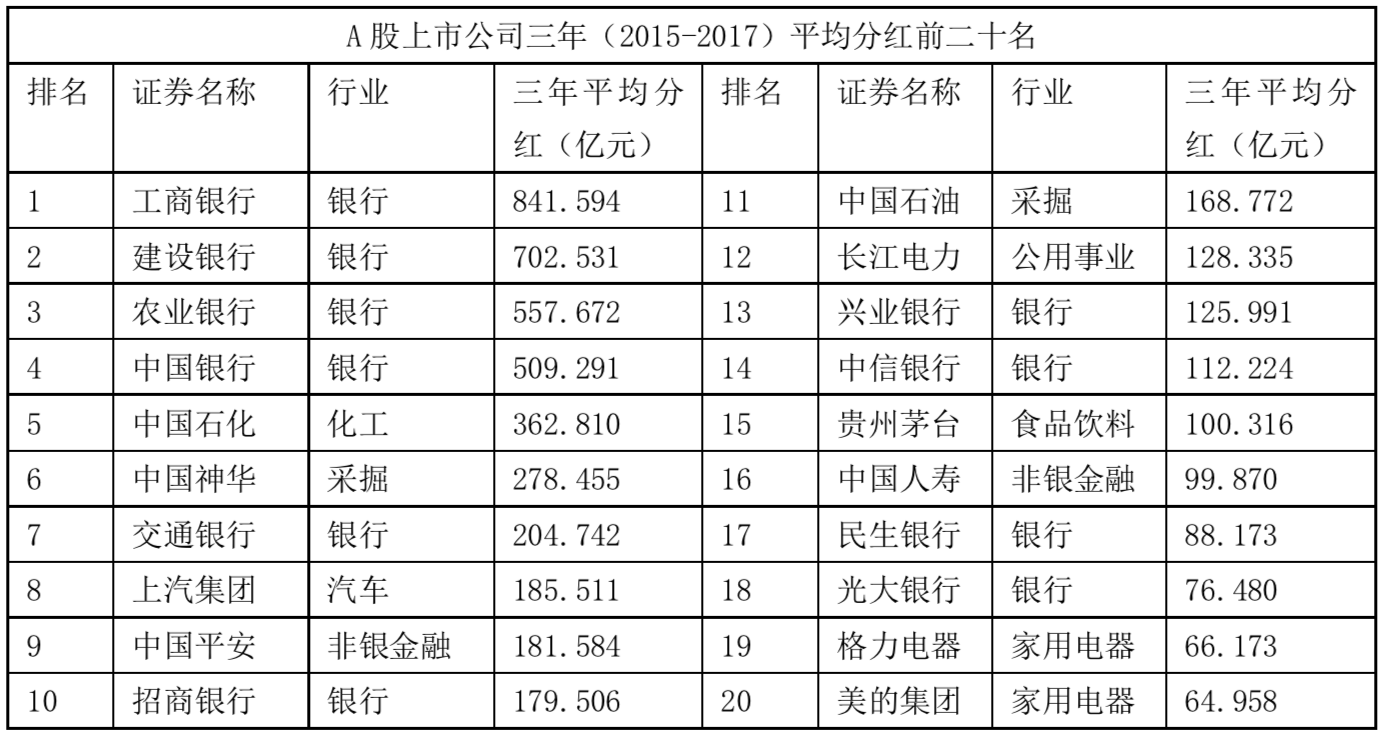 A 股上市公司三年（2015-2017）平均分红前二十名
排名 证券名称 行业 三年平均分红（亿元） 排名 证券名称 行业 三年平均分红（亿元）
1 工商银行 银行 841.594 11 中国石油 采掘 168.772
2 建设银行 银行 702.531 12 长江电力 公用事业 128.335
3 农业银行 银行 557.672 13 兴业银行 银行 125.991
4 中国银行 银行 509.291 14 中信银行 银行 112.224
5 中国石化 化工 362.810 15 贵州茅台 食品饮料 100.316
6 中国神华 采掘 278.455 16 中国人寿 非银金融 99.870
7 交通银行 银行 204.742 17 民生银行 银行 88.173
8 上汽集团 汽车 185.511 18 光大银行 银行 76.480
9 中国平安 非银金融 181.584 19 格力电器 家用电器 66.173
10 招商银行 银行 179.506 20 美的集团 家用电器 64.958